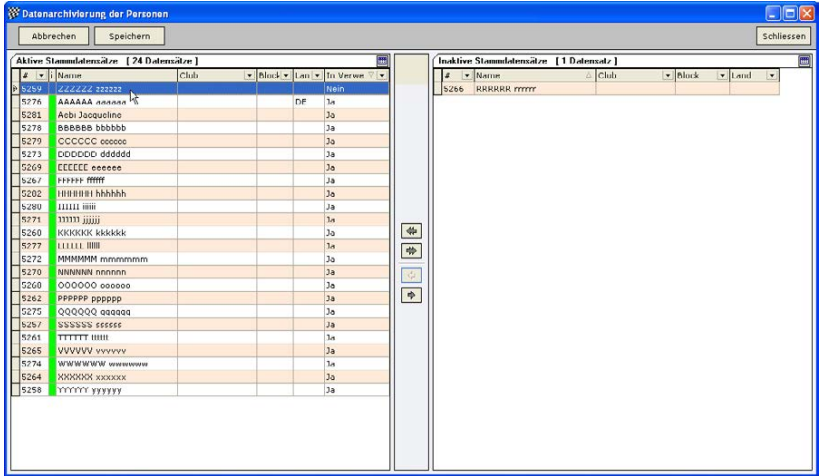 Datenarchivierung der Personen
Abbrechen Speichern Schliessen
Aktive Stammdatensätze [ 24 Datensätze ]
# i Name Club Block Lan In Verwe
5259 ZZZZZZ zzzzzz Nein
5276 AAAAAA aaaaaa DE Ja
5281 Aebi Jacqueline Ja
5278 BBBBBB bbbbbb Ja
5279 CCCCCC cccccc Ja
5273 DDDDDD dddddd Ja
5269 EEEEEE eeeeee Ja
5267 FFFFFF ffffff Ja
5282 HHHHHH hhhhhh Ja
5280 IIIIII iiiiii Ja
5271 JJJJJJ jjjjjj Ja
5260 KKKKKK kkkkkk Ja
5277 LLLLLL llllll Ja
5272 MMMMMM mmmmmm Ja
5270 NNNNNN nnnnnn Ja
5268 OOOOOO oooooo Ja
5262 PPPPPP pppppp Ja
5275 QQQQQQ qqqqqq Ja
5257 SSSSSS ssssss Ja
5261 TTTTTT tttttt Ja
5265 VVVVVV vvvvvv Ja
5274 WWWWWW wwwwww Ja
5264 XXXXXX xxxxxx Ja
5258 YYYYYY yyyyyy Ja
Inaktive Stammdatensätze [ 1 Datensatz ]
# Name Club Block Land
5266 RRRRRR rrrrrr